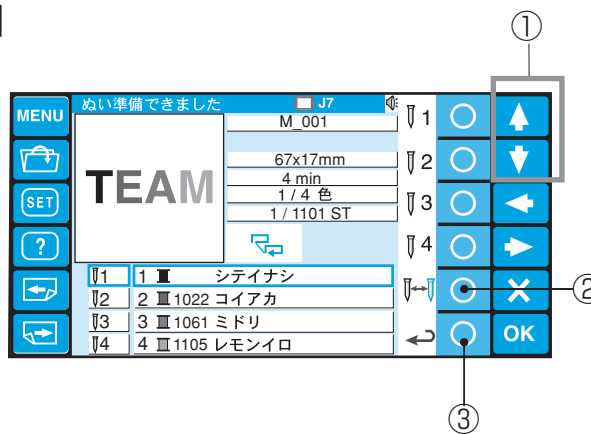 ①
MENU
ぬい準備できました
J7
M_001
1
67x17mm
2
4 min
TEAM
1 / 4 色
SET
3
1 / 1101 ST
?
4
1 1 シテイナシ
2 2 1022 コイアカ
②
3 3 1061 ミドリ
4 4 1105 レモンイロ
OK
③